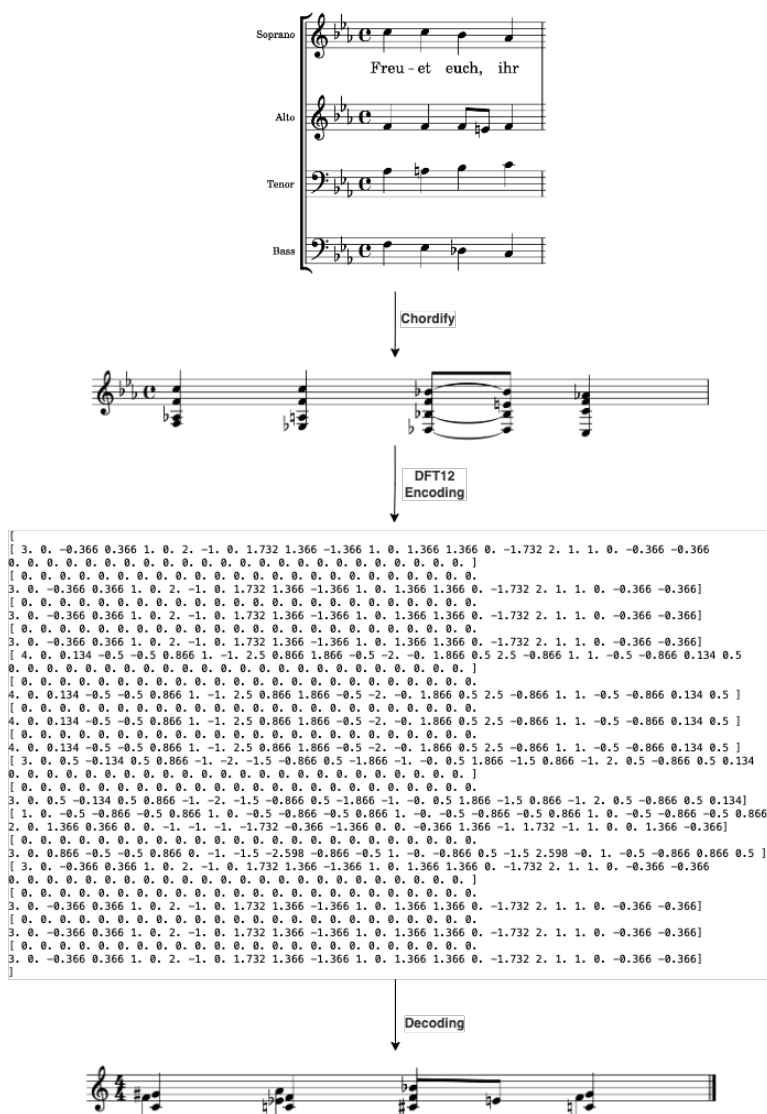 Soprano
Freu - et euch, ihr
Alto
Tenor
Bass
Chordify
DFT12
Encoding
[
[ 3. 0. -0.366 0.366 1. 0. 2. -1. 0. 1.732 1.366 -1.366 1. 0. 1.366 1.366 0. -1.732 2. 1. 1. 0. -0.366 -0.366
0. 0. 0. 0. 0. 0. 0. 0. 0. 0. 0. 0. 0. 0. 0. 0. 0. 0. 0. 0. 0. 0. 0. 0. ]
[ 0. 0. 0. 0. 0. 0. 0. 0. 0. 0. 0. 0. 0. 0. 0. 0. 0. 0. 0. 0. 0. 0. 0. 0.
3. 0. -0.366 0.366 1. 0. 2. -1. 0. 1.732 1.366 -1.366 1. 0. 1.366 1.366 0. -1.732 2. 1. 1. 0. -0.366 -0.366]
[ 0. 0. 0. 0. 0. 0. 0. 0. 0. 0. 0. 0. 0. 0. 0. 0. 0. 0. 0. 0. 0. 0. 0. 0.
3. 0. -0.366 0.366 1. 0. 2. -1. 0. 1.732 1.366 -1.366 1. 0. 1.366 1.366 0. -1.732 2. 1. 1. 0. -0.366 -0.366]
[ 0. 0. 0. 0. 0. 0. 0. 0. 0. 0. 0. 0. 0. 0. 0. 0. 0. 0. 0. 0. 0. 0. 0. 0.
3. 0. -0.366 0.366 1. 0. 2. -1. 0. 1.732 1.366 -1.366 1. 0. 1.366 1.366 0. -1.732 2. 1. 1. 0. -0.366 -0.366]
[ 4. 0. 0.134 -0.5 -0.5 0.866 1. -1. 2.5 0.866 1.866 -0.5 -2. -0. 1.866 0.5 2.5 -0.866 1. 1. -0.5 -0.866 0.134 0.5
0. 0. 0. 0. 0. 0. 0. 0. 0. 0. 0. 0. 0. 0. 0. 0. 0. 0. 0. 0. 0. 0. 0. 0. ]
[ 0. 0. 0. 0. 0. 0. 0. 0. 0. 0. 0. 0. 0. 0. 0. 0. 0. 0. 0. 0. 0. 0. 0. 0.
4. 0. 0.134 -0.5 -0.5 0.866 1. -1. 2.5 0.866 1.866 -0.5 -2. -0. 1.866 0.5 2.5 -0.866 1. 1. -0.5 -0.866 0.134 0.5 ]
[ 0. 0. 0. 0. 0. 0. 0. 0. 0. 0. 0. 0. 0. 0. 0. 0. 0. 0. 0. 0. 0. 0. 0. 0.
4. 0. 0.134 -0.5 -0.5 0.866 1. -1. 2.5 0.866 1.866 -0.5 -2. -0. 1.866 0.5 2.5 -0.866 1. 1. -0.5 -0.866 0.134 0.5 ]
[ 0. 0. 0. 0. 0. 0. 0. 0. 0. 0. 0. 0. 0. 0. 0. 0. 0. 0. 0. 0. 0. 0. 0. 0.
4. 0. 0.134 -0.5 -0.5 0.866 1. -1. 2.5 0.866 1.866 -0.5 -2. -0. 1.866 0.5 2.5 -0.866 1. 1. -0.5 -0.866 0.134 0.5 ]
[ 3. 0. 0.5 -0.134 0.5 0.866 -1. -2. -1.5 -0.866 0.5 -1.866 -1. -0. 0.5 1.866 -1.5 0.866 -1. 2. 0.5 -0.866 0.5 0.134
0. 0. 0. 0. 0. 0. 0. 0. 0. 0. 0. 0. 0. 0. 0. 0. 0. 0. 0. 0. 0. 0. 0. 0. ]
[ 0. 0. 0. 0. 0. 0. 0. 0. 0. 0. 0. 0. 0. 0. 0. 0. 0. 0. 0. 0. 0. 0. 0. 0.
3. 0. 0.5 -0.134 0.5 0.866 -1. -2. -1.5 -0.866 0.5 -1.866 -1. -0. 0.5 1.866 -1.5 0.866 -1. 2. 0.5 -0.866 0.5 0.134]
[ 1. 0. -0.5 -0.866 -0.5 0.866 1. 0. -0.5 -0.866 -0.5 0.866 1. -0. -0.5 -0.866 -0.5 0.866 1. 0. -0.5 -0.866 -0.5 0.866
2. 0. 1.366 0.366 0. 0. -1. -1. -1. -1.732 -0.366 -1.366 0. 0. -0.366 1.366 -1. 1.732 -1. 1. 0. 0. 1.366 -0.366]
[ 0. 0. 0. 0. 0. 0. 0. 0. 0. 0. 0. 0. 0. 0. 0. 0. 0. 0. 0. 0. 0. 0. 0. 0.
3. 0. 0.866 -0.5 -0.5 0.866 0. -1. -1.5 -2.598 -0.866 -0.5 1. -0. -0.866 0.5 -1.5 2.598 -0. 1. -0.5 -0.866 0.866 0.5 ]
[ 3. 0. -0.366 0.366 1. 0. 2. -1. 0. 1.732 1.366 -1.366 1. 0. 1.366 1.366 0. -1.732 2. 1. 1. 0. -0.366 -0.366
0. 0. 0. 0. 0. 0. 0. 0. 0. 0. 0. 0. 0. 0. 0. 0. 0. 0. 0. 0. 0. 0. 0. 0. ]
[ 0. 0. 0. 0. 0. 0. 0. 0. 0. 0. 0. 0. 0. 0. 0. 0. 0. 0. 0. 0. 0. 0. 0. 0.
3. 0. -0.366 0.366 1. 0. 2. -1. 0. 1.732 1.366 -1.366 1. 0. 1.366 1.366 0. -1.732 2. 1. 1. 0. -0.366 -0.366]
[ 0. 0. 0. 0. 0. 0. 0. 0. 0. 0. 0. 0. 0. 0. 0. 0. 0. 0. 0. 0. 0. 0. 0. 0.
3. 0. -0.366 0.366 1. 0. 2. -1. 0. 1.732 1.366 -1.366 1. 0. 1.366 1.366 0. -1.732 2. 1. 1. 0. -0.366 -0.366]
[ 0. 0. 0. 0. 0. 0. 0. 0. 0. 0. 0. 0. 0. 0. 0. 0. 0. 0. 0. 0. 0. 0. 0. 0.
3. 0. -0.366 0.366 1. 0. 2. -1. 0. 1.732 1.366 -1.366 1. 0. 1.366 1.366 0. -1.732 2. 1. 1. 0. -0.366 -0.366]
]
Decoding
4
4